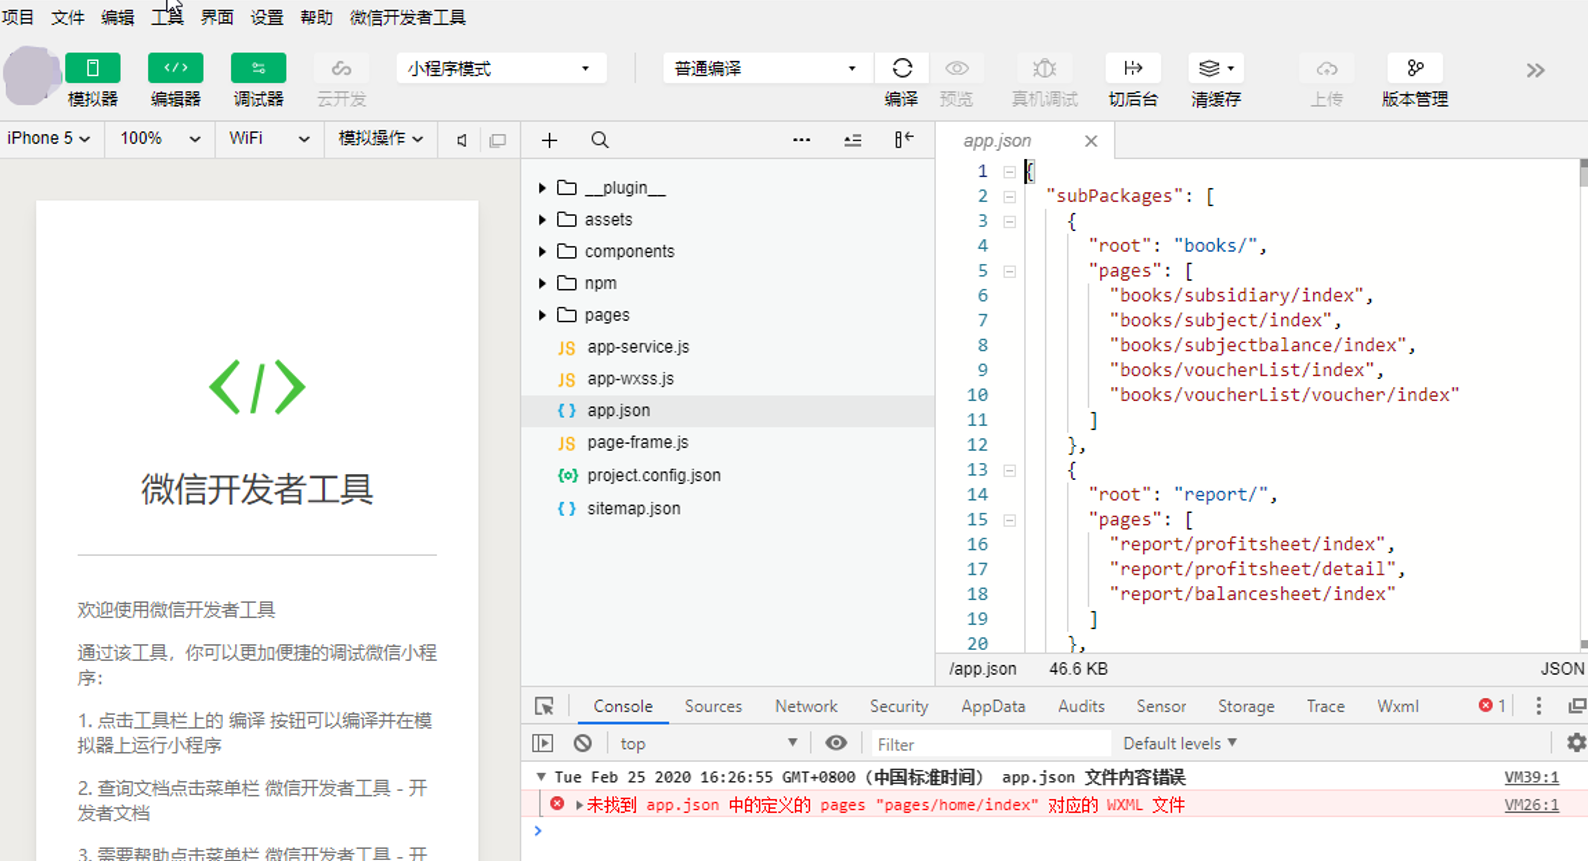 项目 文件 编辑 工具 界面 设置 帮助 微信开发者工具
小程序模式 普通编译
模拟器 编辑器 调试器 云开发 编译 预览 真机调试 切后台 清缓存 上传 版本管理
iPhone 5 100% WiFi 模拟操作
app.json
微信开发者工具
欢迎使用微信开发者工具
通过该工具，你可以更加便捷的调试微信小程
序：
1. 点击工具栏上的 编译 按钮可以编译并在模
拟器上运行小程序
2. 查询文档点击菜单栏 微信开发者工具 - 开
发者文档
3. 需要帮助点击菜单栏 微信开发者工具 - 开
__plugin__
assets
components
npm
pages
JS app-service.js
JS app-wxss.js
{ } app.json
JS page-frame.js
{o} project.config.json
{ } sitemap.json
1 {
2 "subPackages": [
3 {
4 "root": "books/",
5 "pages": [
6 "books/subsidiary/index",
7 "books/subject/index",
8 "books/subjectbalance/index",
9 "books/voucherList/index",
10 "books/voucherList/voucher/index"
11 ]
12 },
13 {
14 "root": "report/",
15 "pages": [
16 "report/profitsheet/index",
17 "report/profitsheet/detail",
18 "report/balancesheet/index"
19 ]
20 },
/app.json 46.6 KB JSON
Console Sources Network Security AppData Audits Sensor Storage Trace Wxml 1
top Filter Default levels
Tue Feb 25 2020 16:26:55 GMT+0800 (中国标准时间) app.json 文件内容错误 VM39:1
未找到 app.json 中的定义的 pages "pages/home/index" 对应的 WXML 文件 VM26:1